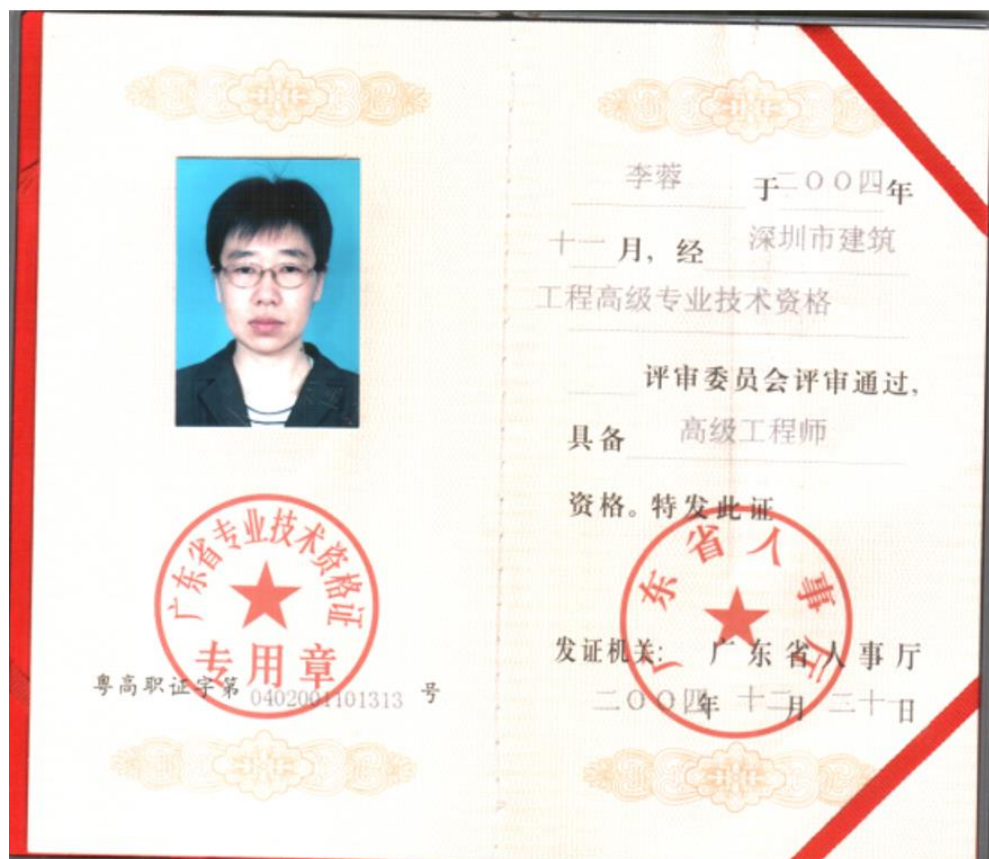 广东省专业技术资格证
专用章
粤高职证字第 0402001101313 号
李蓉 于二〇〇四年
十一月，经 深圳市建筑
工程高级专业技术资格
评审委员会评审通过，
具备 高级工程师
资格。特发此证
广东省人事厅
发证机关：广东省人事厅
二〇〇四年 十二月 二十日